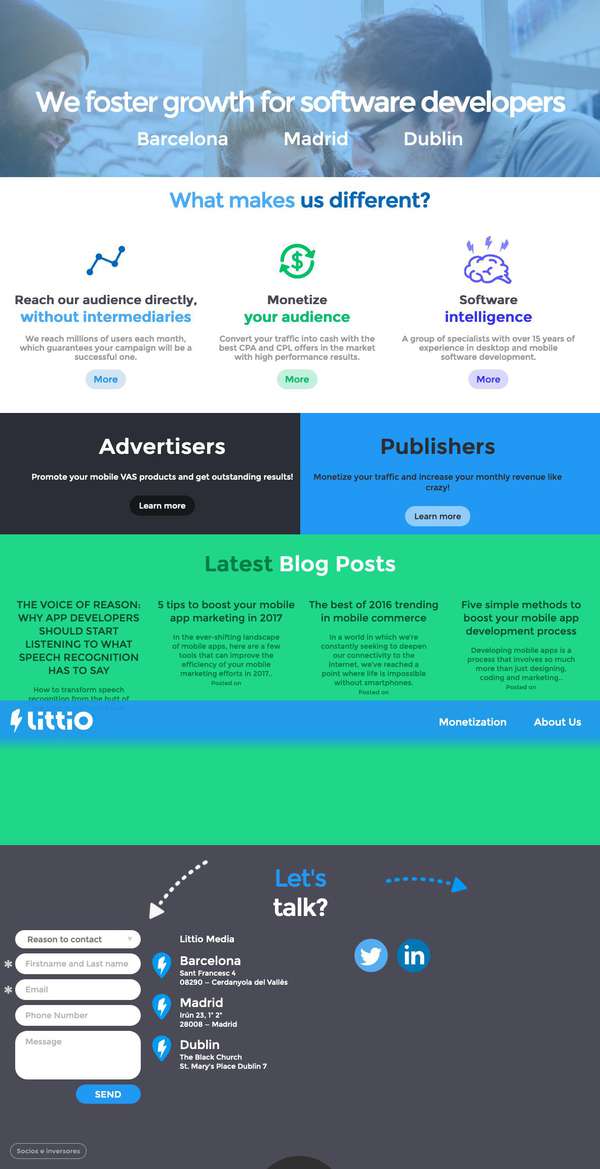 We foster growth for software developers
Barcelona Madrid Dublin
What makes us different?
Reach our audience directly,
without intermediaries
We reach millions of users each month,
which guarantees your campaign will be a
successful one.
More
Monetize
your audience
Convert your traffic into cash with the
best CPA and CPL offers in the market
with high performance results.
More
Software
intelligence
A group of specialists with over 15 years of
experience in desktop and mobile
software development.
More
Advertisers
Promote your mobile VAS products and get outstanding results!
Learn more
Publishers
Monetize your traffic and increase your monthly revenue like
crazy!
Learn more
Latest Blog Posts
THE VOICE OF REASON:
WHY APP DEVELOPERS
SHOULD START
LISTENING TO WHAT
SPEECH RECOGNITION
HAS TO SAY
How to transform speech
recognition from the butt of
5 tips to boost your mobile
app marketing in 2017
In the ever-shifting landscape
of mobile apps, here are a few
tools that can improve the
efficiency of your mobile
marketing efforts in 2017..
Posted on
The best of 2016 trending
in mobile commerce
In a world in which we're
constantly seeking to deepen
our connectivity to the
Internet, we've reached a
point where life is impossible
without smartphones.
Posted on
Five simple methods to
boost your mobile app
development process
Developing mobile apps is a
process that involves so much
more than just designing,
coding and marketing..
Posted on
LittiO
Monetization About Us
Let's
talk?
Reason to contact
* Firstname and Last name
* Email
Phone Number
Message
SEND
Littio Media
Barcelona
Sant Francesc 4
08290 – Cerdanyola del Vallès
Madrid
Irún 23, 1° 2°
28008 – Madrid
Dublin
The Black Church
St. Mary's Place Dublin 7
in
Socios e inversores